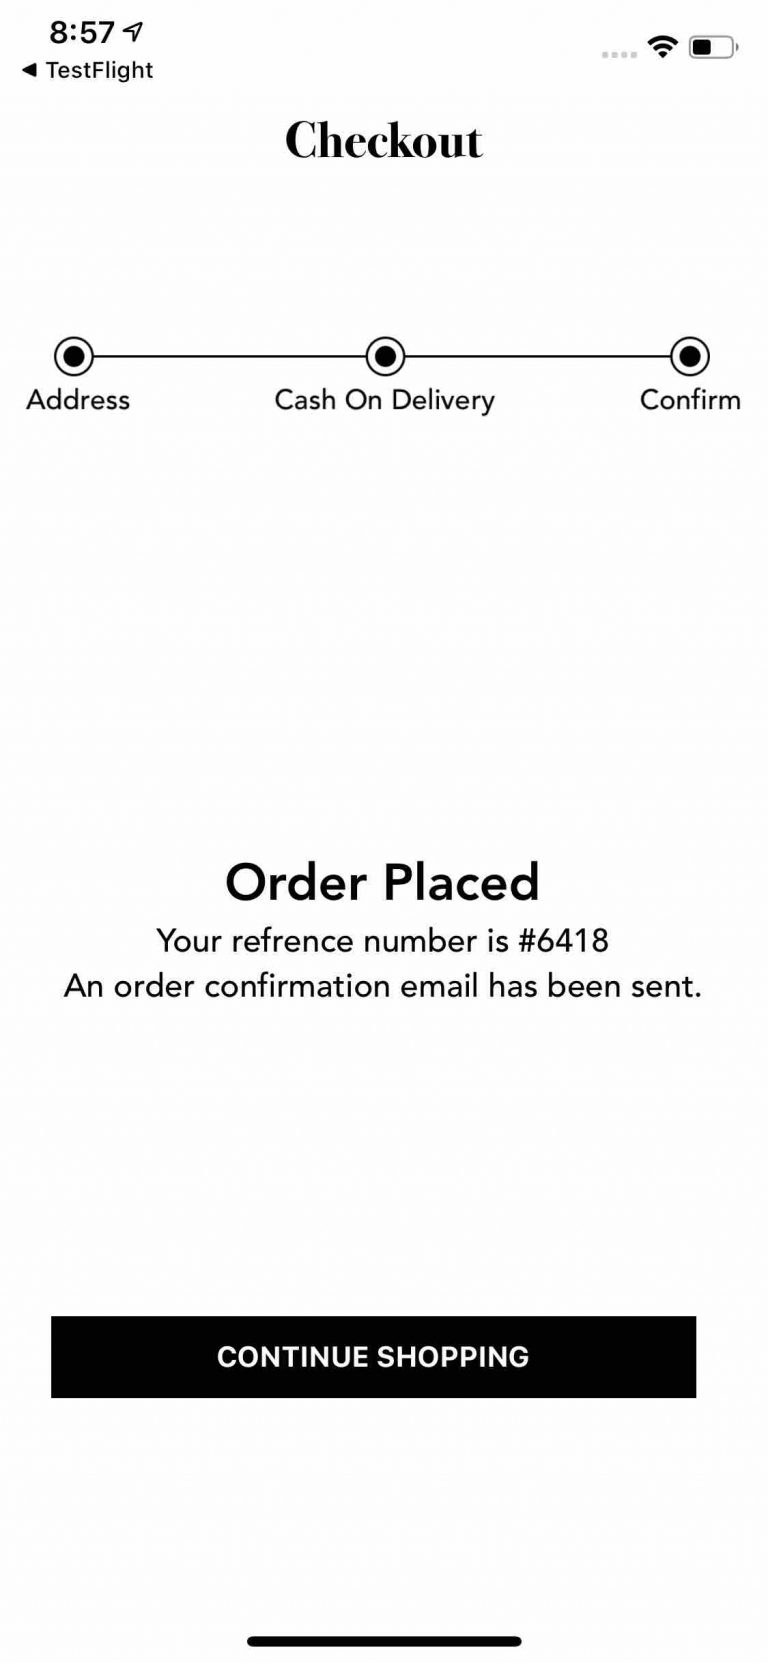 8:57
◀ TestFlight
Checkout
Address
Cash On Delivery
Confirm
Order Placed
Your refrence number is #6418
An order confirmation email has been sent.
CONTINUE SHOPPING